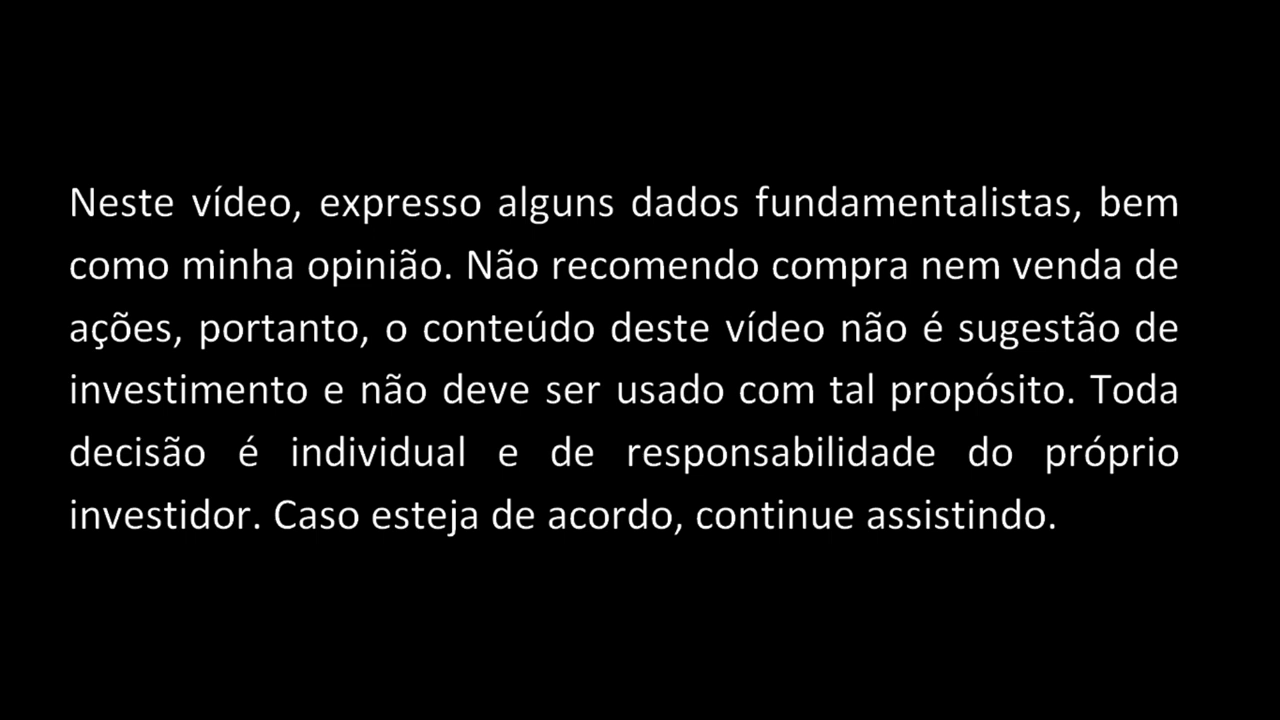 Neste vídeo, expresso alguns dados fundamentalistas, bem
como minha opinião. Não recomendo compra nem venda de
ações, portanto, o conteúdo deste vídeo não é sugestão de
investimento e não deve ser usado com tal propósito. Toda
decisão é individual e de responsabilidade do próprio
investidor. Caso esteja de acordo, continue assistindo.